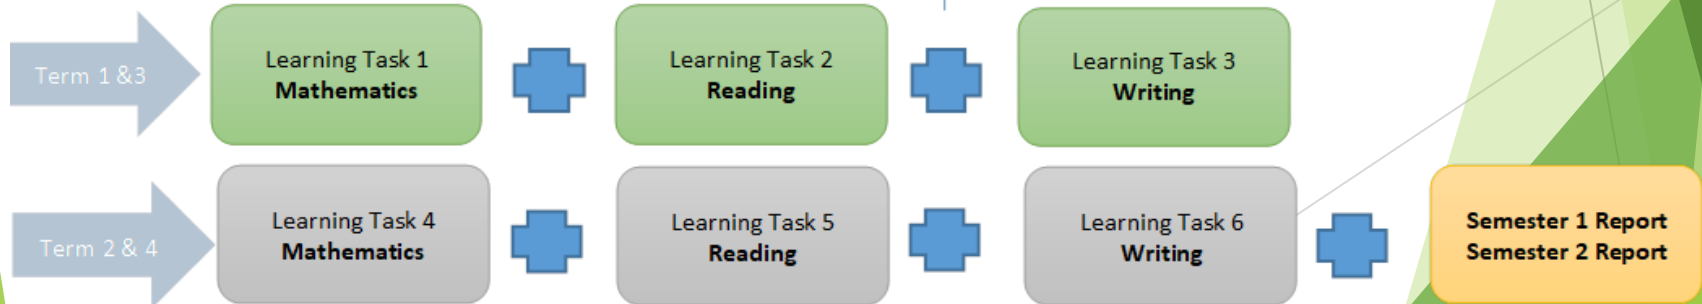 Term 1 &3
Learning Task 1
Mathematics
Learning Task 2
Reading
Learning Task 3
Writing
Term 2 & 4
Learning Task 4
Mathematics
Learning Task 5
Reading
Learning Task 6
Writing
Semester 1 Report
Semester 2 Report